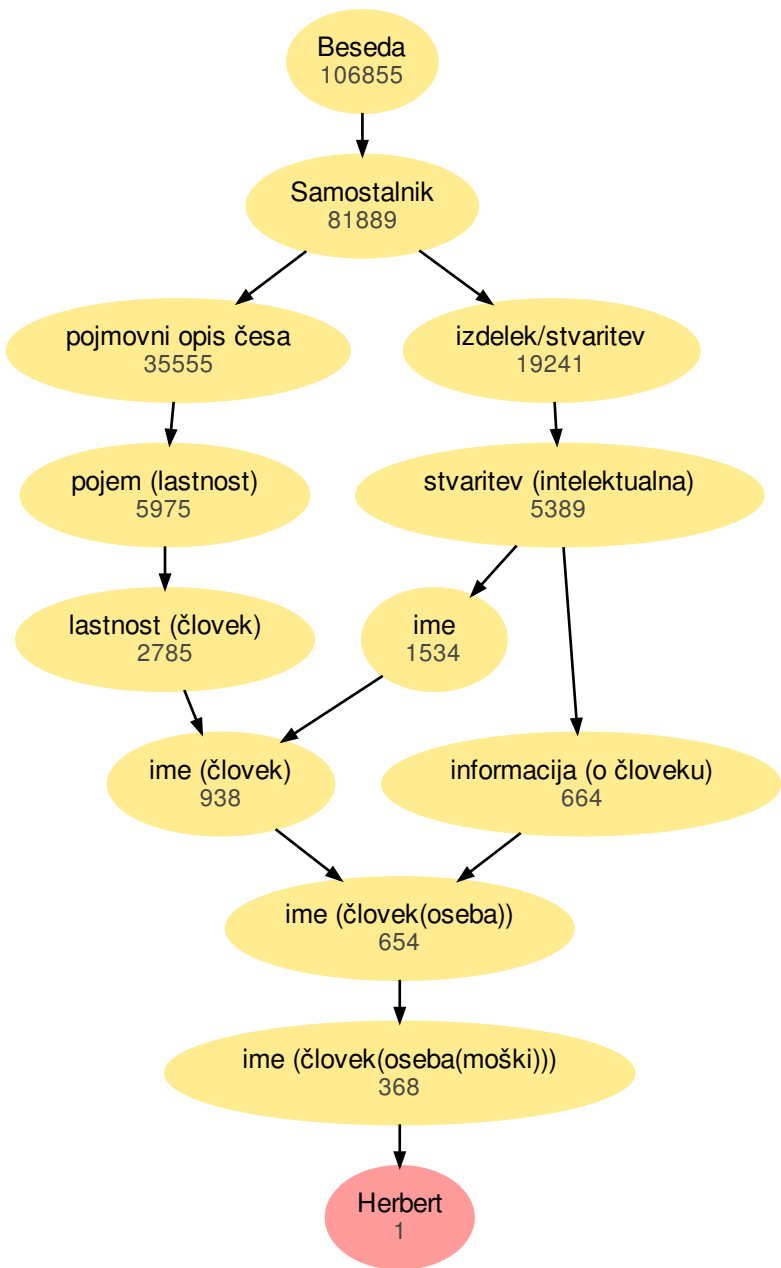 Beseda
106855
Samostalnik
81889
pojmovni opis česa
35555
izdelek/stvaritev
19241
pojem (lastnost)
5975
stvaritev (intelektualna)
5389
lastnost (človek)
2785
ime
1534
ime (človek)
938
informacija (o človeku)
664
ime (človek(oseba))
654
ime (človek(oseba(moški)))
368
Herbert
1